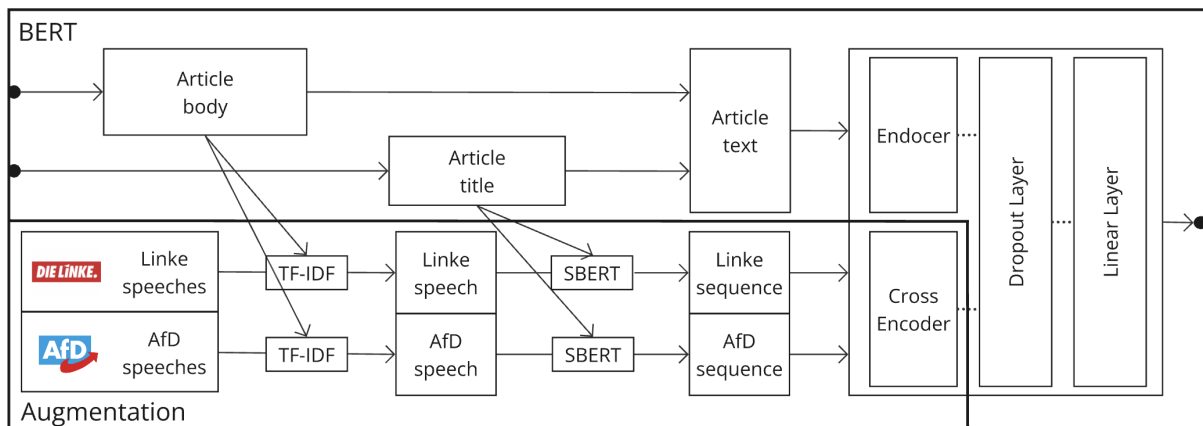 BERT
Article
body
Article
title
Article
text
Endocer
Dropout Layer
Linear Layer
DIE LiNKE.
Linke
speeches
TF-IDF
Linke
speech
SBERT
Linke
sequence
Cross
Encoder
AfD
AfD
speeches
TF-IDF
AfD
speech
SBERT
AfD
sequence
Augmentation